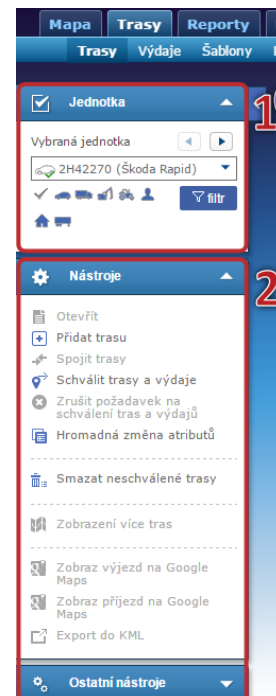 Mapa Trasy Reporty
Trasy Výdaje Šablony
Jednotka
1
Vybraná jednotka
2H42270 (Škoda Rapid)
filtr
Nástroje
2
Otevřít
Přidat trasu
Spojit trasy
Schválit trasy a výdaje
Zrušit požadavek na
schválení tras a výdajů
Hromadná změna atributů
Smazat neschválené trasy
Zobrazení více tras
Zobraz výjezd na Google
Maps
Zobraz příjezd na Google
Maps
Export do KML
Ostatní nástroje